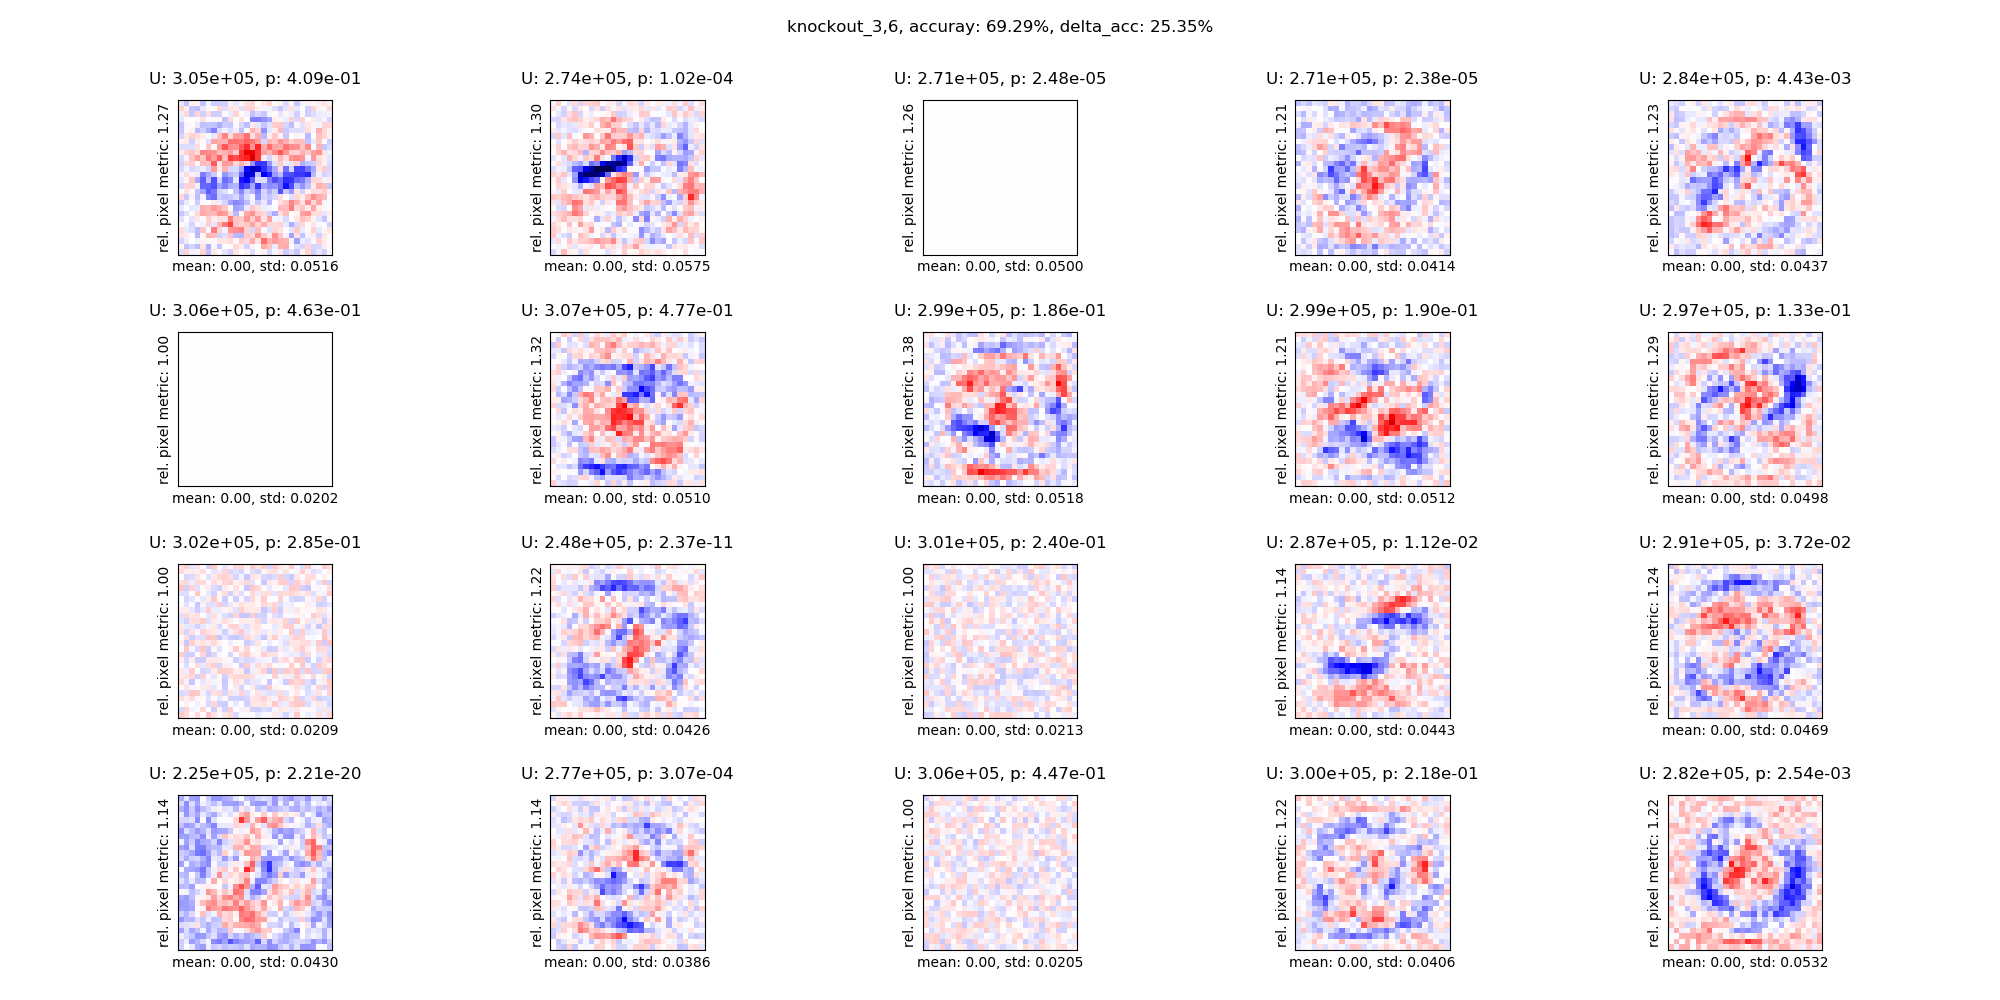 knockout_3,6, accuray: 69.29%, delta_acc: 25.35%
U: 3.05e+05, p: 4.09e-01
rel. pixel metric: 1.27
mean: 0.00, std: 0.0516
U: 2.74e+05, p: 1.02e-04
rel. pixel metric: 1.30
mean: 0.00, std: 0.0575
U: 2.71e+05, p: 2.48e-05
rel. pixel metric: 1.26
mean: 0.00, std: 0.0500
U: 2.71e+05, p: 2.38e-05
rel. pixel metric: 1.21
mean: 0.00, std: 0.0414
U: 2.84e+05, p: 4.43e-03
rel. pixel metric: 1.23
mean: 0.00, std: 0.0437
U: 3.06e+05, p: 4.63e-01
rel. pixel metric: 1.00
mean: 0.00, std: 0.0202
U: 3.07e+05, p: 4.77e-01
rel. pixel metric: 1.32
mean: 0.00, std: 0.0510
U: 2.99e+05, p: 1.86e-01
rel. pixel metric: 1.38
mean: 0.00, std: 0.0518
U: 2.99e+05, p: 1.90e-01
rel. pixel metric: 1.21
mean: 0.00, std: 0.0512
U: 2.97e+05, p: 1.33e-01
rel. pixel metric: 1.29
mean: 0.00, std: 0.0498
U: 3.02e+05, p: 2.85e-01
rel. pixel metric: 1.00
mean: 0.00, std: 0.0209
U: 2.48e+05, p: 2.37e-11
rel. pixel metric: 1.22
mean: 0.00, std: 0.0426
U: 3.01e+05, p: 2.40e-01
rel. pixel metric: 1.00
mean: 0.00, std: 0.0213
U: 2.87e+05, p: 1.12e-02
rel. pixel metric: 1.14
mean: 0.00, std: 0.0443
U: 2.91e+05, p: 3.72e-02
rel. pixel metric: 1.24
mean: 0.00, std: 0.0469
U: 2.25e+05, p: 2.21e-20
rel. pixel metric: 1.14
mean: 0.00, std: 0.0430
U: 2.77e+05, p: 3.07e-04
rel. pixel metric: 1.14
mean: 0.00, std: 0.0386
U: 3.06e+05, p: 4.47e-01
rel. pixel metric: 1.00
mean: 0.00, std: 0.0205
U: 3.00e+05, p: 2.18e-01
rel. pixel metric: 1.22
mean: 0.00, std: 0.0406
U: 2.82e+05, p: 2.54e-03
rel. pixel metric: 1.22
mean: 0.00, std: 0.0532